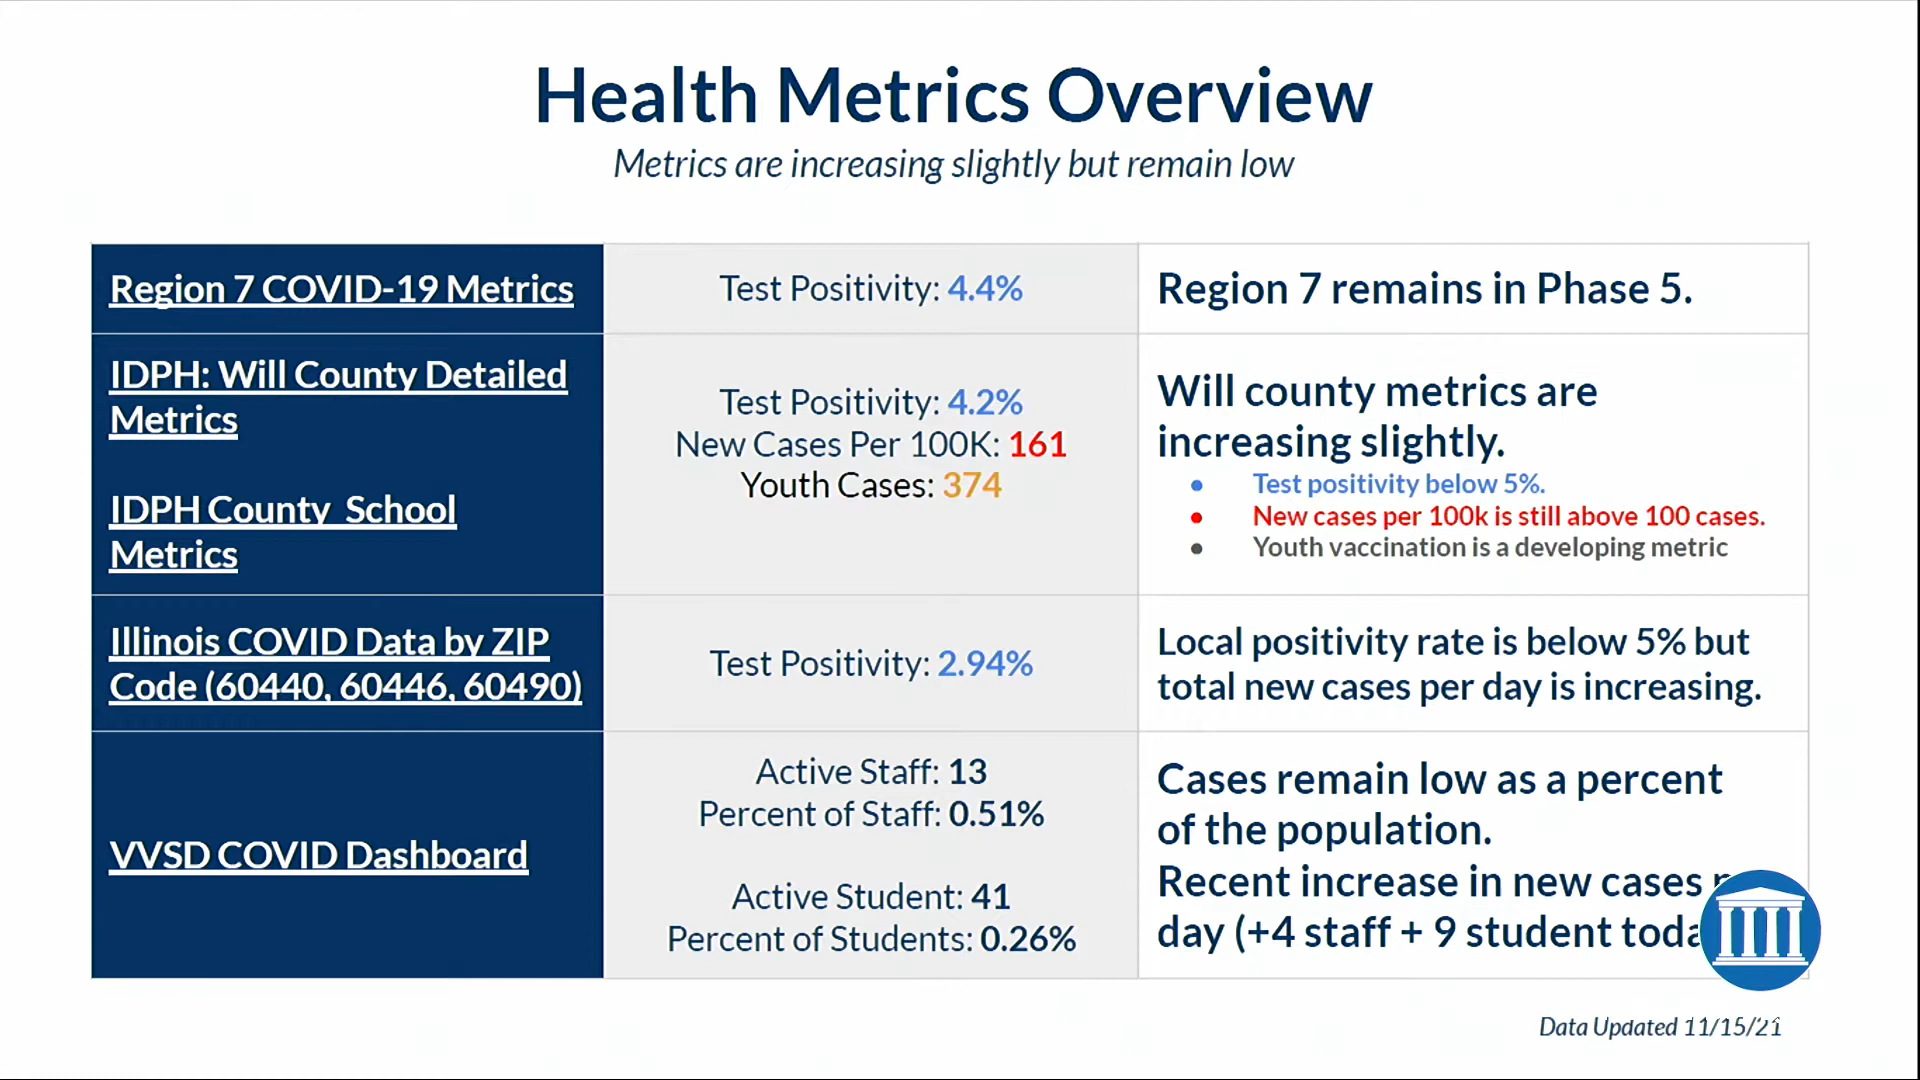 Health Metrics Overview
Metrics are increasing slightly but remain low
Region 7 COVID-19 Metrics
Test Positivity: 4.4%
Region 7 remains in Phase 5.
IDPH: Will County Detailed
Metrics
IDPH County School
Metrics
Test Positivity: 4.2%
New Cases Per 100K: 161
Youth Cases: 374
Will county metrics are
increasing slightly.
• Test positivity below 5%.
• New cases per 100k is still above 100 cases.
• Youth vaccination is a developing metric
Illinois COVID Data by ZIP
Code (60440, 60446, 60490)
Test Positivity: 2.94%
Local positivity rate is below 5% but
total new cases per day is increasing.
VVSD COVID Dashboard
Active Staff: 13
Percent of Staff: 0.51%
Active Student: 41
Percent of Students: 0.26%
Cases remain low as a percent
of the population.
Recent increase in new cases
day (+4 staff + 9 student
Data Updated 11/15/21